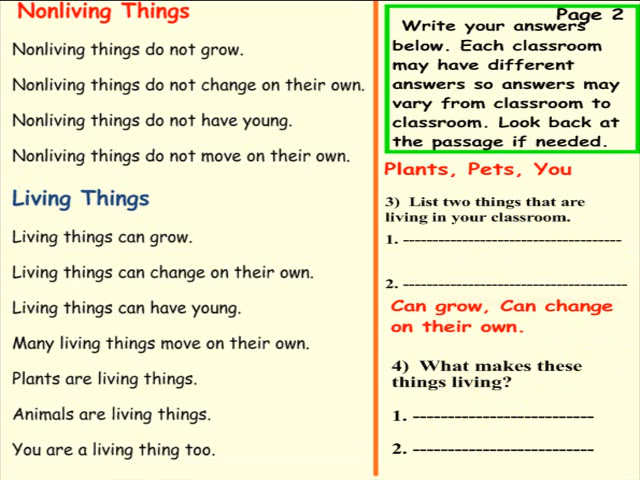 Nonliving Things
Nonliving things do not grow.
Nonliving things do not change on their own.
Nonliving things do not have young.
Nonliving things do not move on their own.
Living Things
Living things can grow.
Living things can change on their own.
Living things can have young.
Many living things move on their own.
Plants are living things.
Animals are living things.
You are a living thing too.
Page 2
Write your answers
below. Each classroom
may have different
answers so answers may
vary from classroom to
classroom. Look back at
the passage if needed.
Plants, Pets, You
3) List two things that are
living in your classroom.
1. -------------------------------------
2. --------------------------------------
Can grow, Can change
on their own.
4) What makes these
things living?
1. --------------------------
2. --------------------------